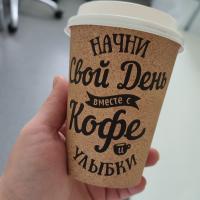 НАЧНИ
Свой День
ВМЕСТЕ С
Кофе
и
УЛЫБКИ